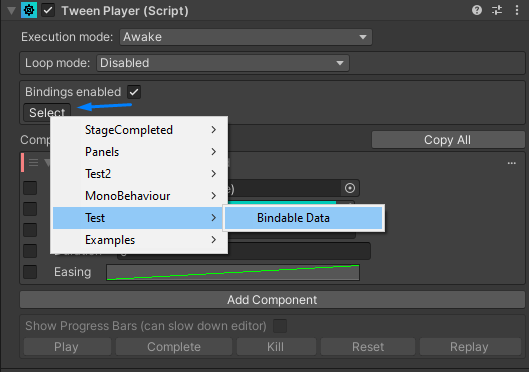 Tween Player (Script)
Execution mode: Awake
Loop mode: Disabled
Bindings enabled
Select
StageCompleted
Panels
Test2
MonoBehaviour
Test
Bindable Data
Examples
Copy All
Easing
Add Component
Show Progress Bars (can slow down editor)
Play Complete Kill Reset Replay